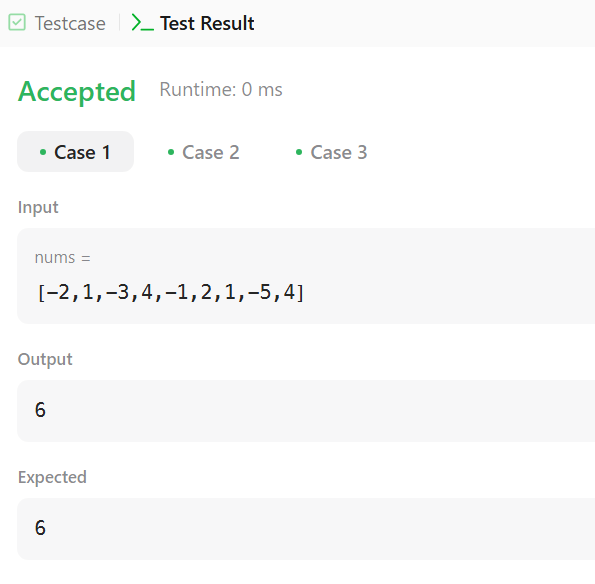 Testcase >_ Test Result
Accepted Runtime: 0 ms
• Case 1 • Case 2 • Case 3
Input
nums =
[-2,1,-3,4,-1,2,1,-5,4]
Output
6
Expected
6